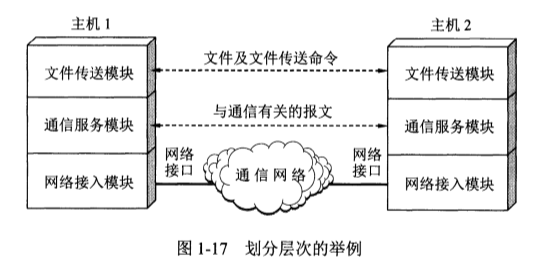 主机 1
主机 2
文件传送模块
文件及文件传送命令
文件传送模块
通信服务模块
与通信有关的报文
通信服务模块
网络接入模块
网络
接口
通信网络
网络
接口
网络接入模块
图 1-17 划分层次的举例